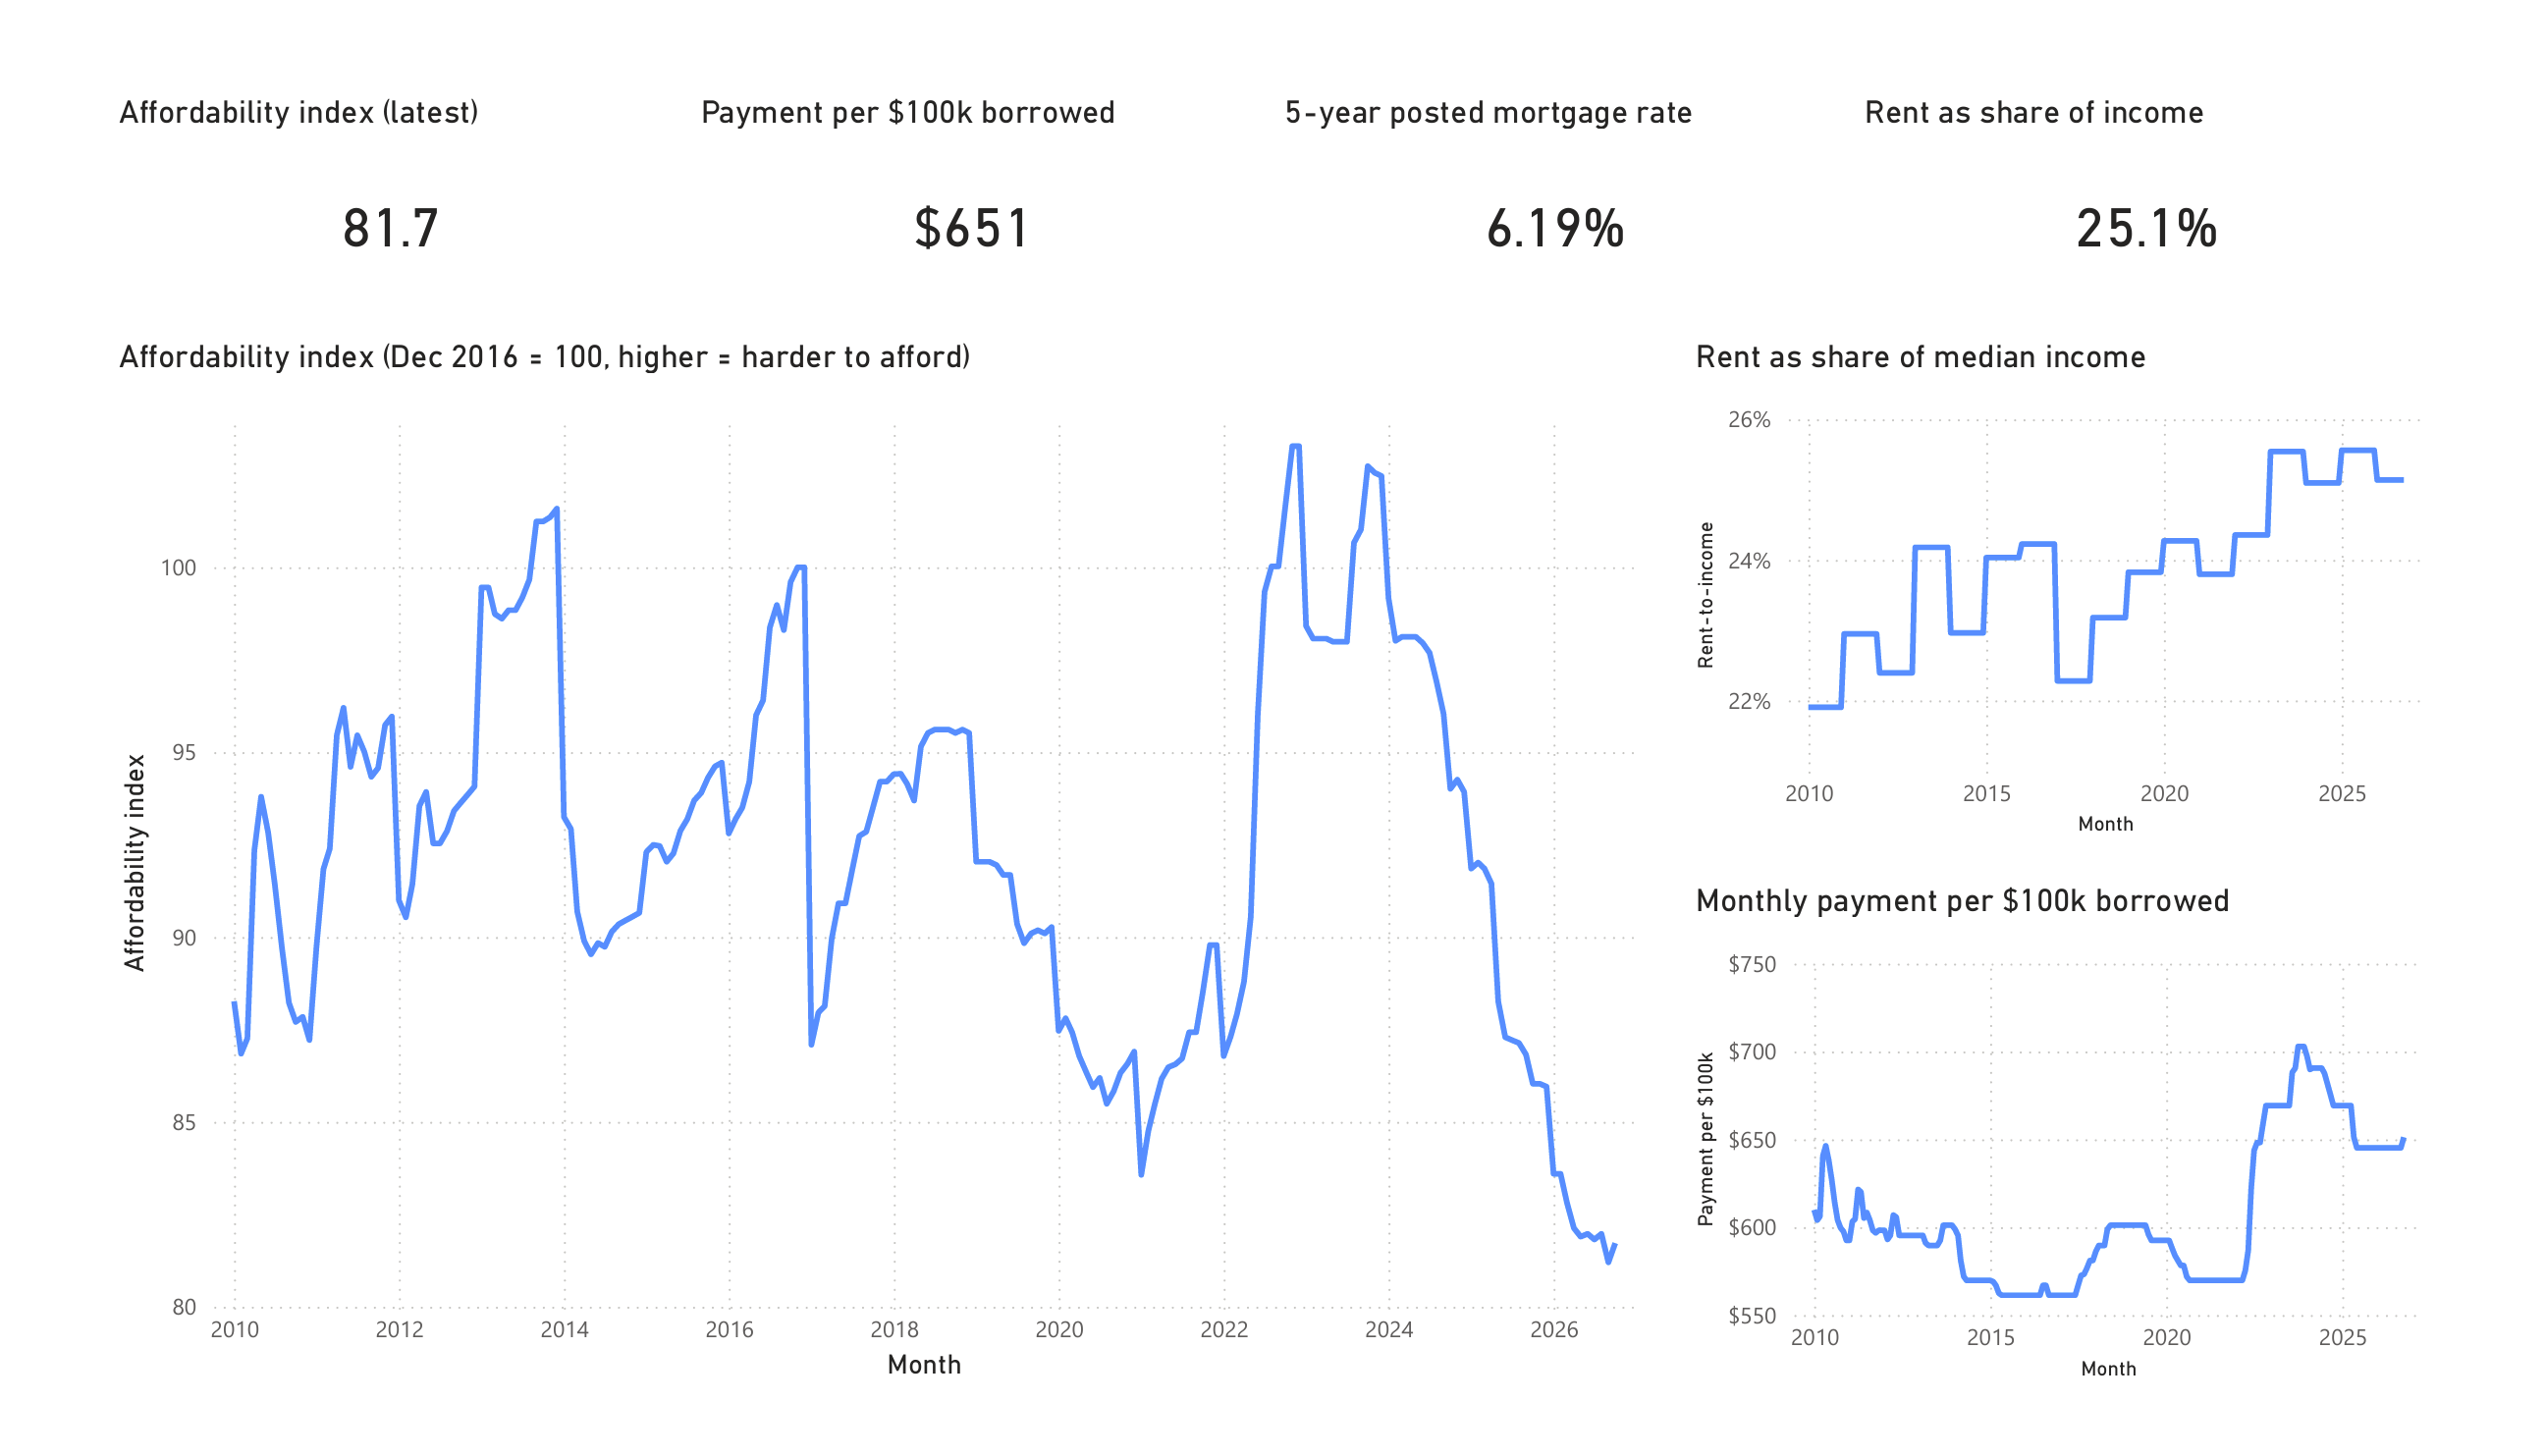 Affordability index (latest)
81.7
Payment per $100k borrowed
$651
5-year posted mortgage rate
6.19%
Rent as share of income
25.1%
Affordability index (Dec 2016 = 100, higher = harder to afford)
Affordability index
100
95
90
85
80
2010 2012 2014 2016 2018 2020 2022 2024 2026
Month
Rent as share of median income
Rent-to-income
26%
24%
22%
2010 2015 2020 2025
Month
Monthly payment per $100k borrowed
Payment per $100k
$750
$700
$650
$600
$550
2010 2015 2020 2025
Month